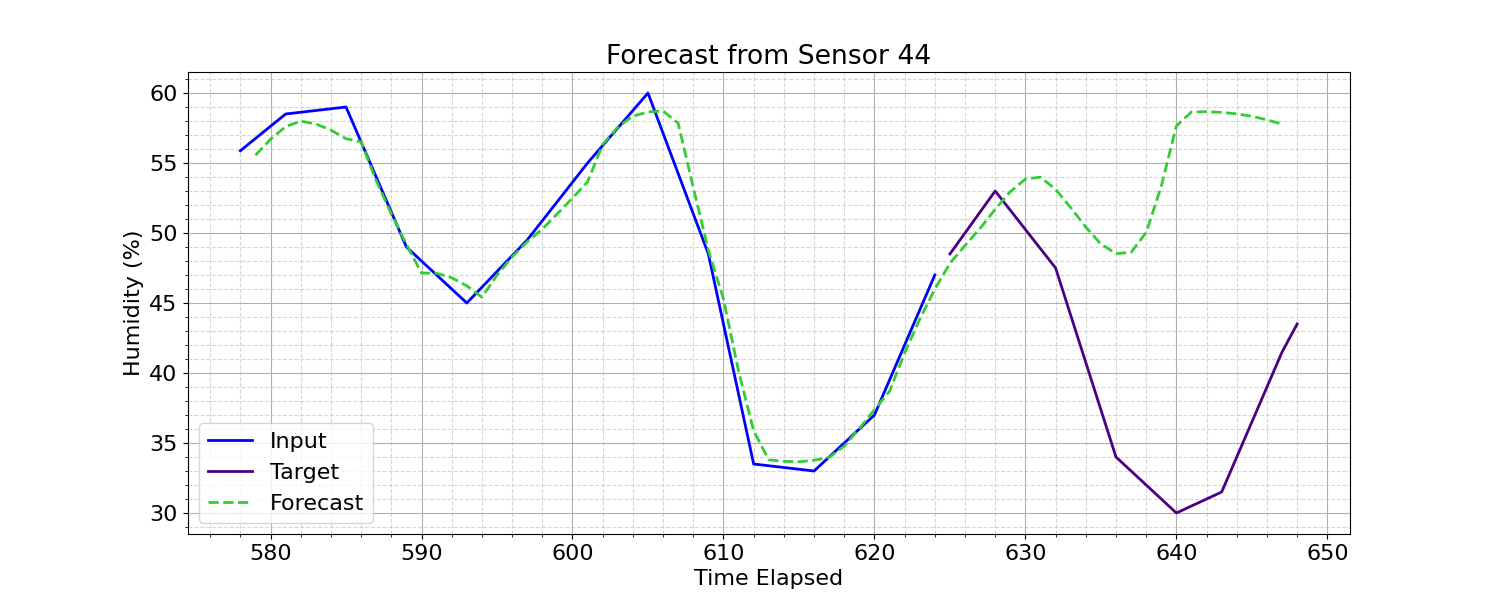 Forecast from Sensor 44
Humidity (%)
60
55
50
45
40
35
30
Input
Target
Forecast
580 590 600 610 620 630 640 650
Time Elapsed